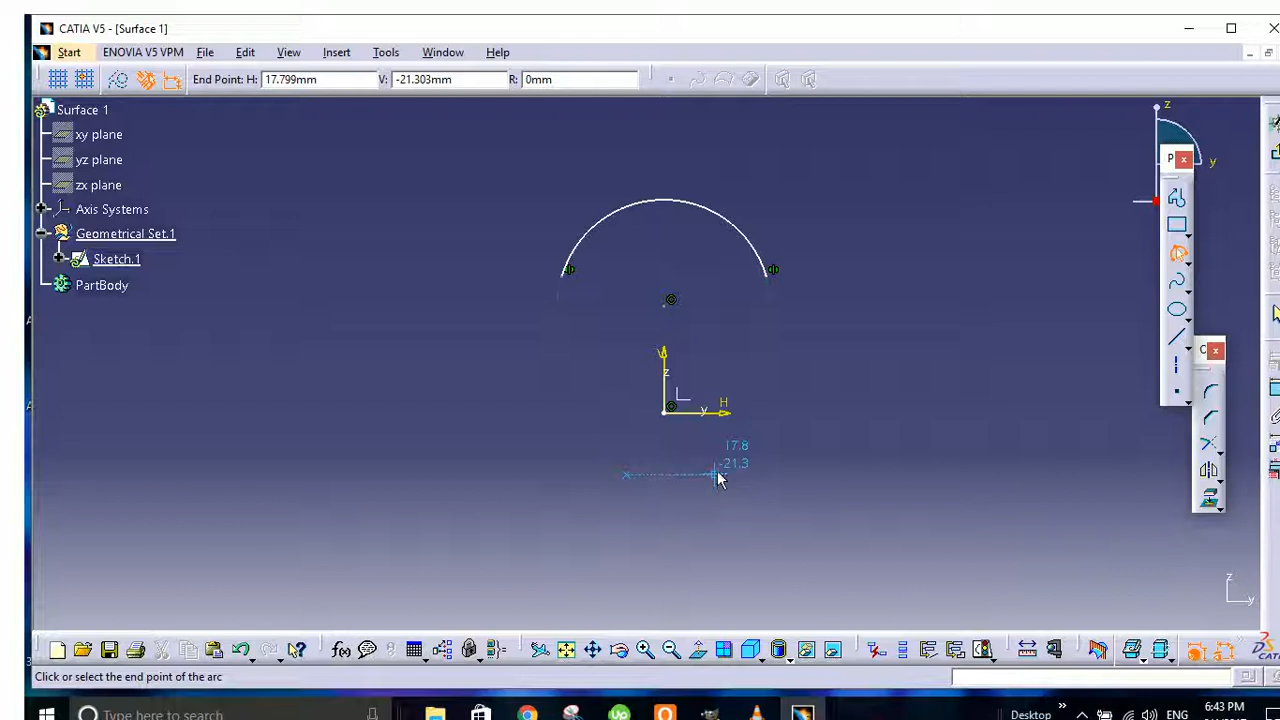 CATIA V5 - [Surface 1]
Start ENOVIA V5 VPM File Edit View Insert Tools Window Help
End Point: H: 17.799mm V: -21.303mm R: 0mm
Surface 1
xy plane
yz plane
zx plane
Axis Systems
Geometrical Set.1
Sketch.1
PartBody
z
y
P x
C x
V
z
H
y
17.8
-21.3
z
y
f(x)
Click or select the end point of the arc
Type here to search
Up
Desktop
ENG
6:43 PM